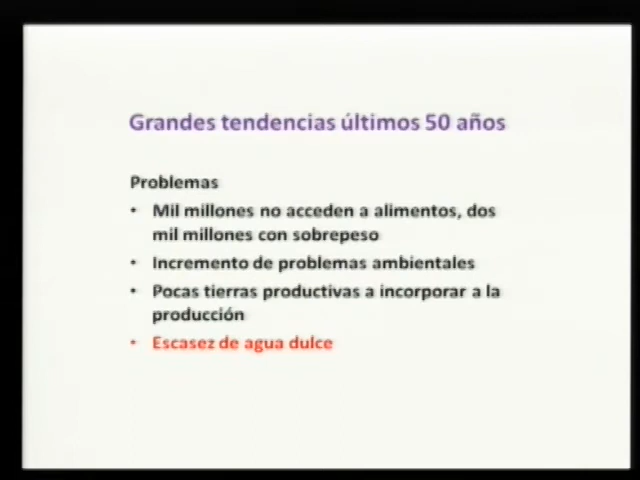 Grandes tendencias últimos 50 años
Problemas
• Mil millones no acceden a alimentos, dos
mil millones con sobrepeso
• Incremento de problemas ambientales
• Pocas tierras productivas a incorporar a la
producción
• Escasez de agua dulce